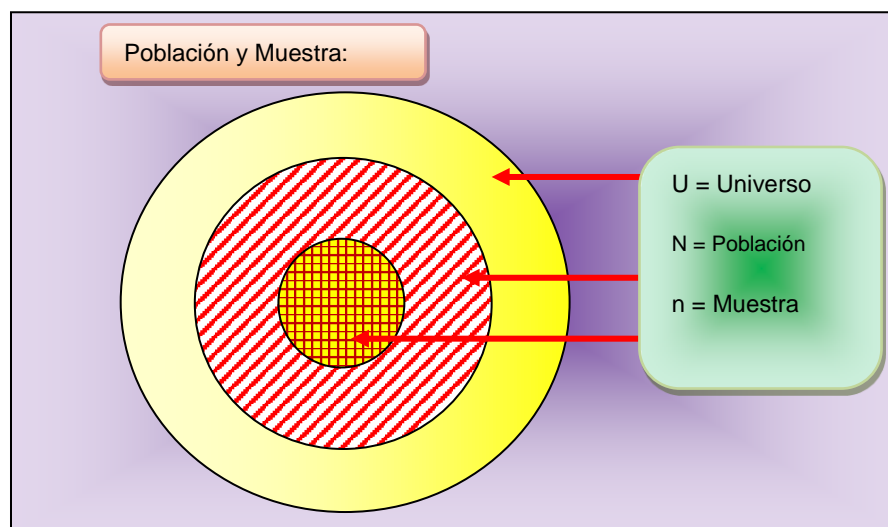 Población y Muestra:
U = Universo
N = Población
n = Muestra